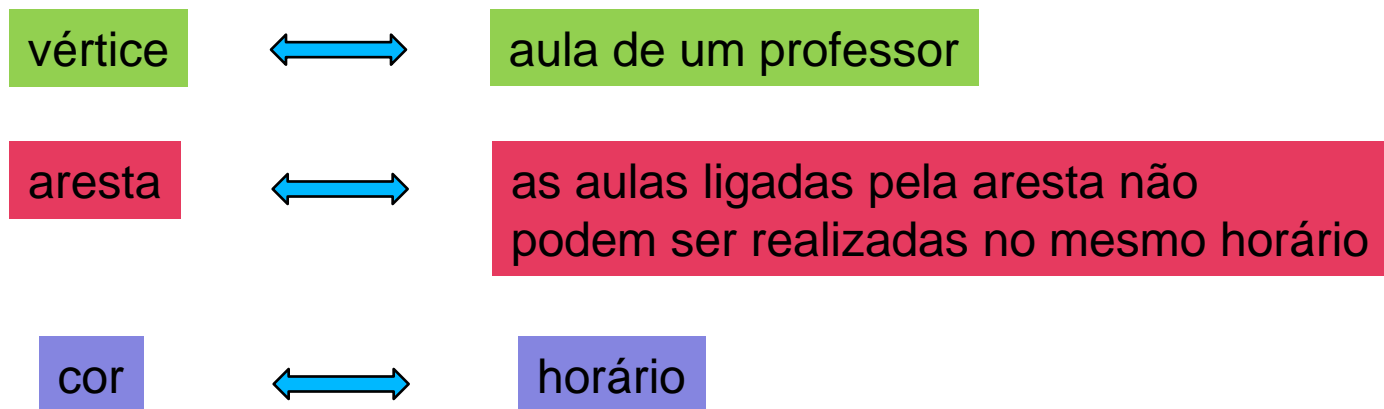 vértice
aula de um professor
aresta
as aulas ligadas pela aresta não
podem ser realizadas no mesmo horário
cor
horário